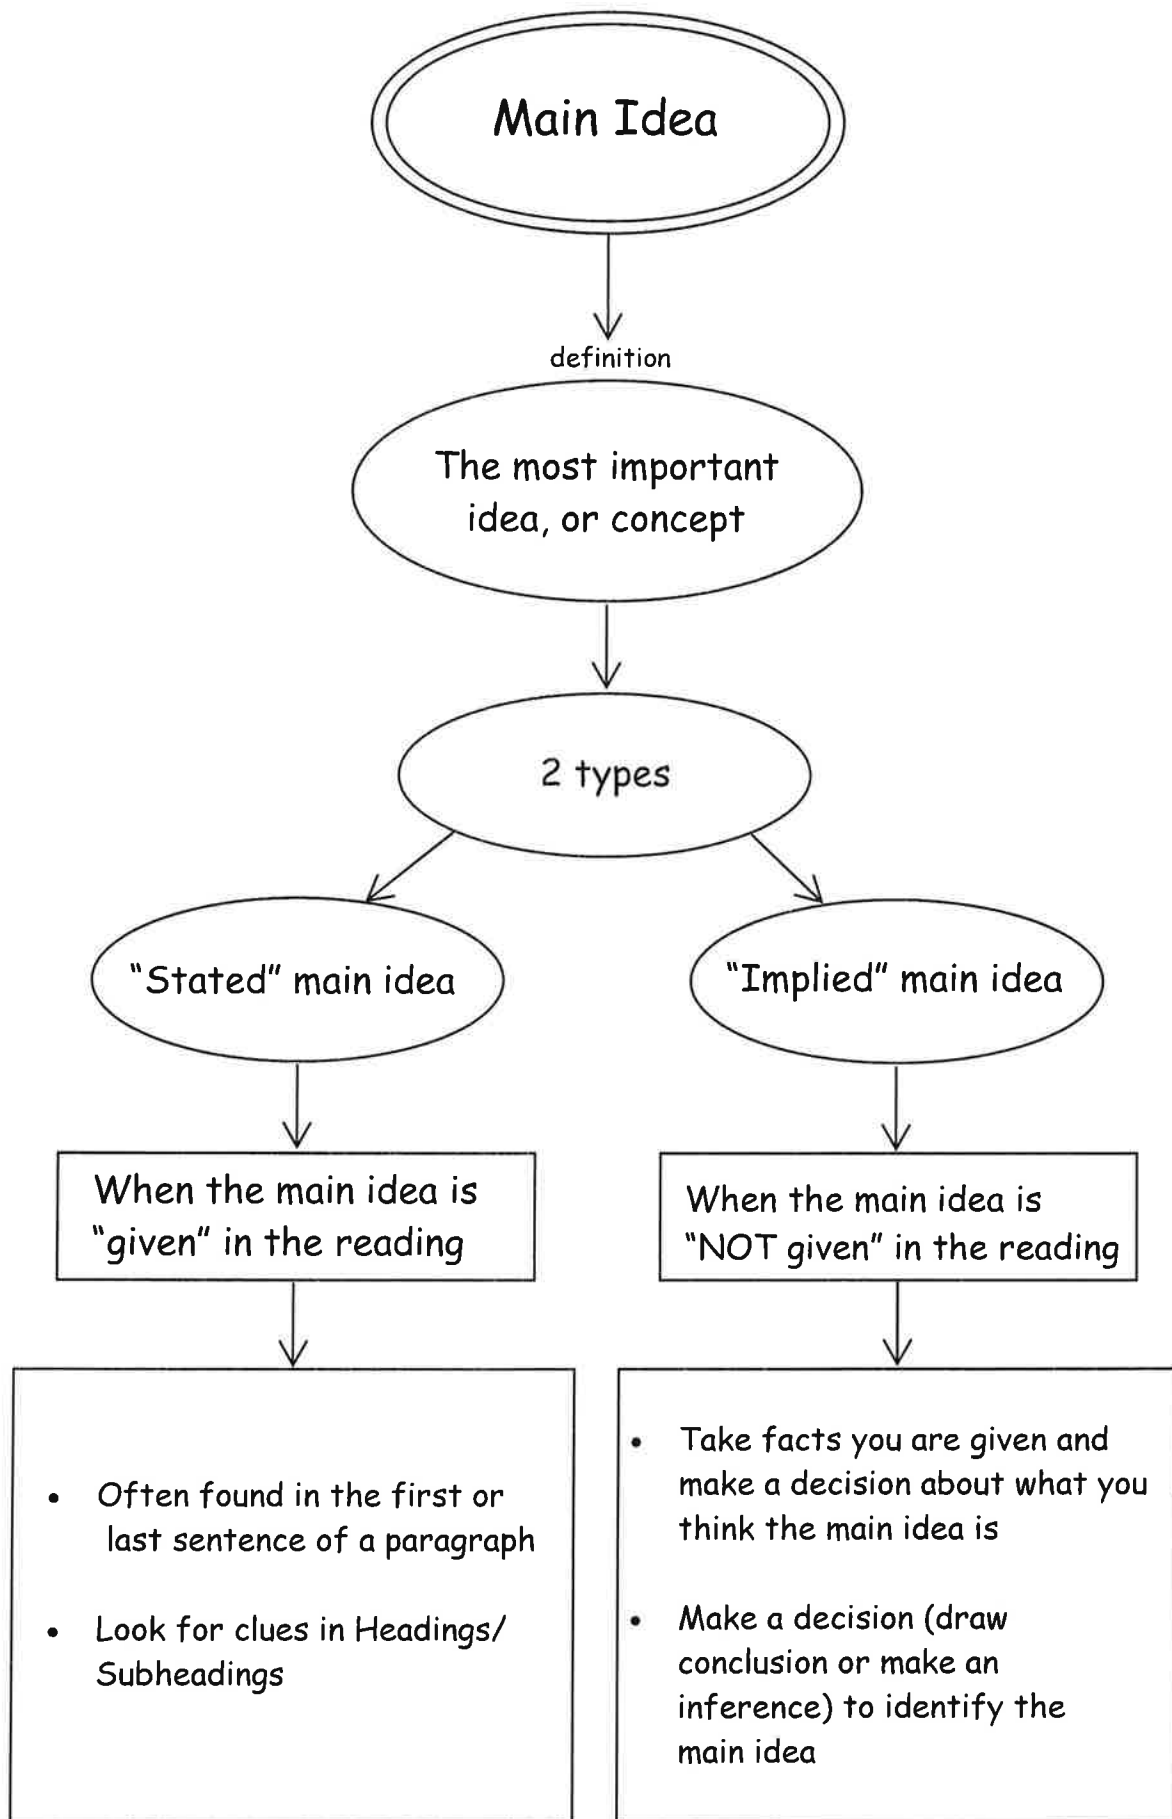 Main Idea
definition
The most important
idea, or concept
2 types
“Stated” main idea
“Implied” main idea
When the main idea is
“given” in the reading
When the main idea is
“NOT given” in the reading
• Often found in the first or
last sentence of a paragraph
• Look for clues in Headings/
Subheadings
• Take facts you are given and
make a decision about what you
think the main idea is
• Make a decision (draw
conclusion or make an
inference) to identify the
main idea